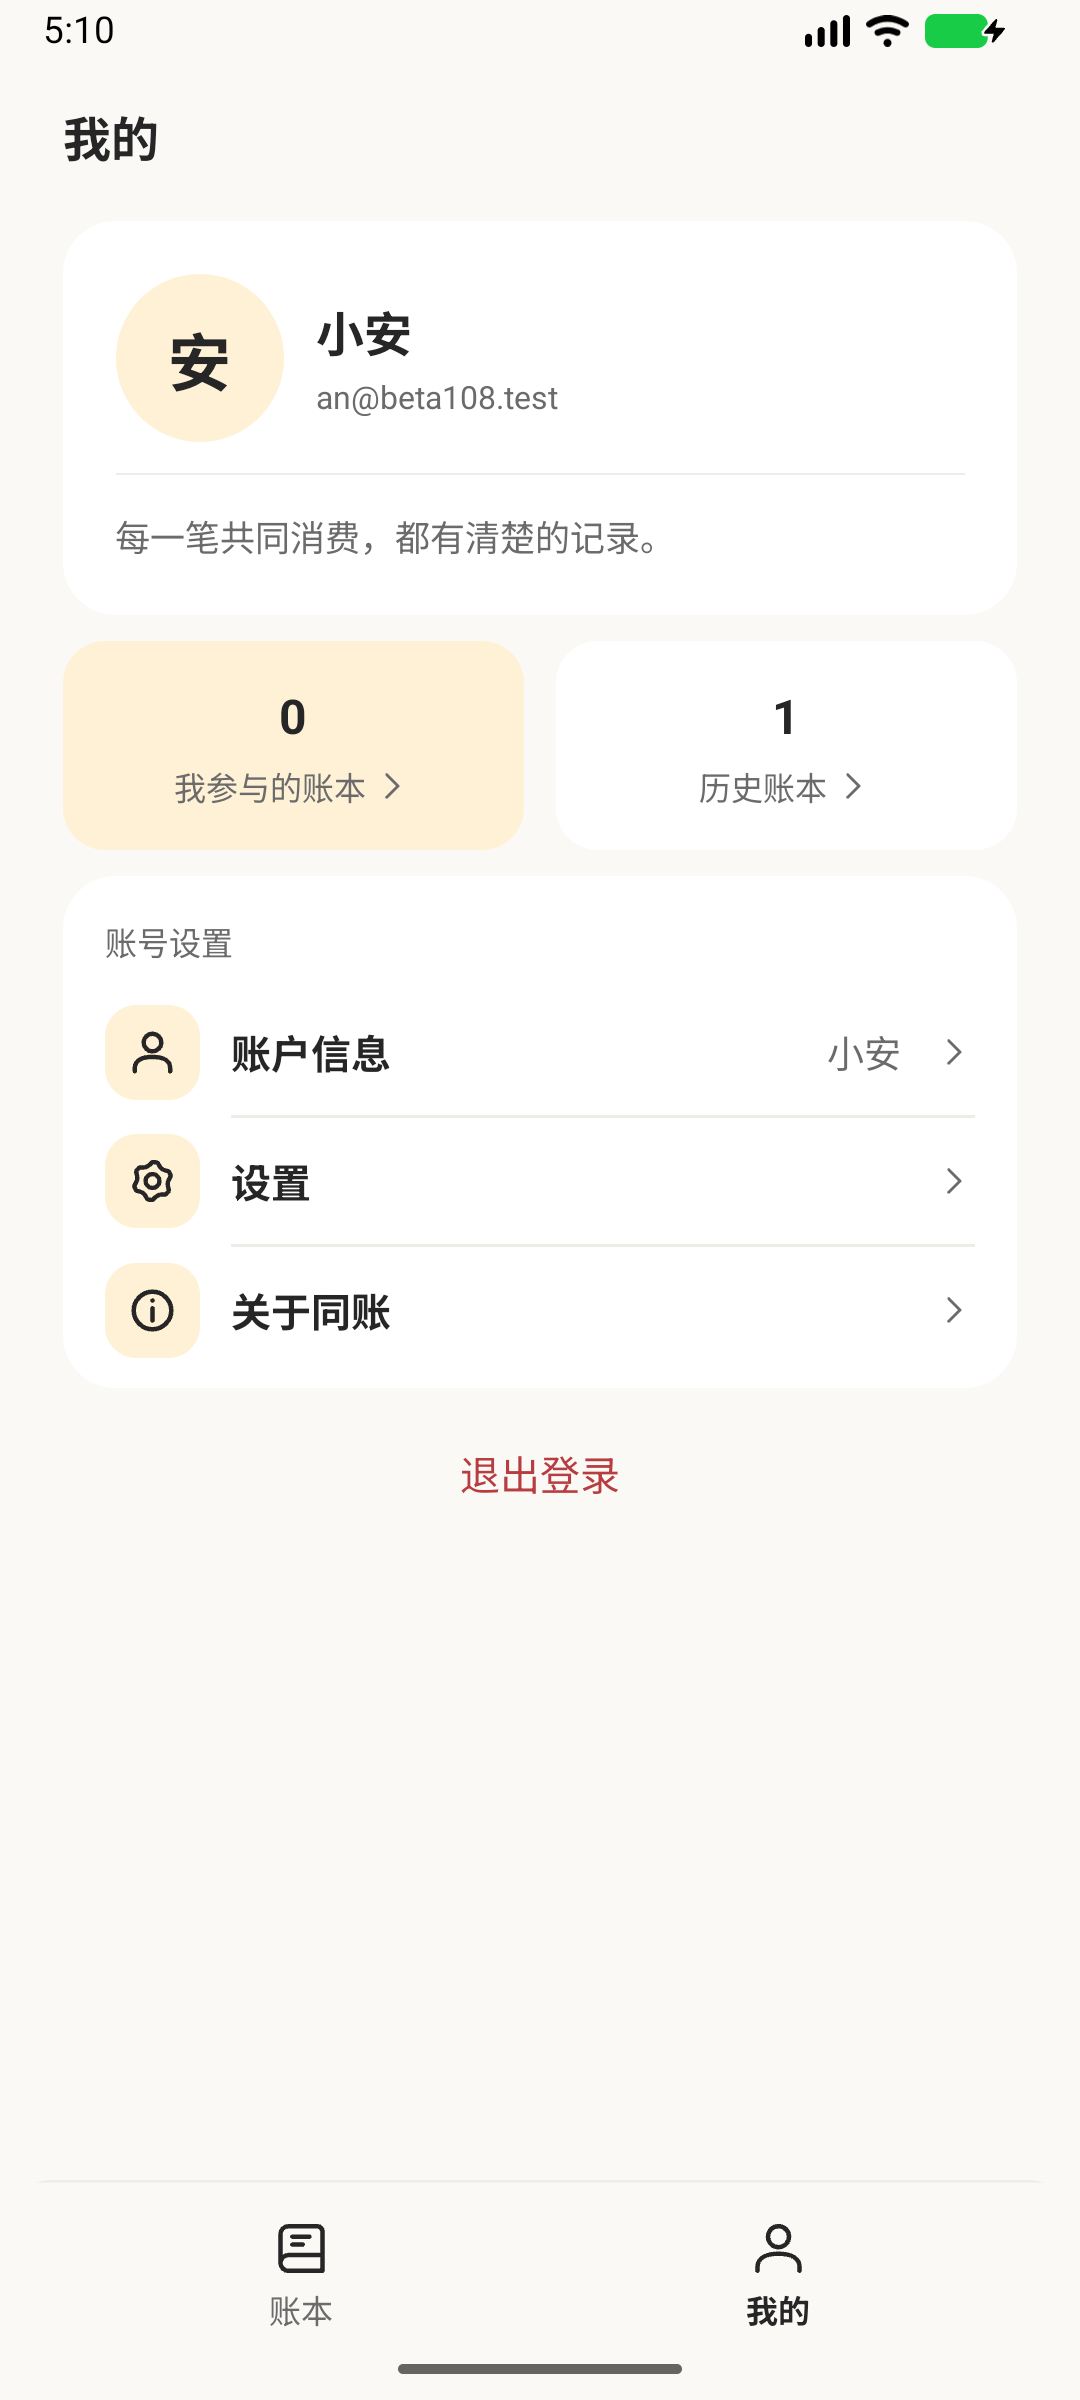 5:10
我的
安
小安
an@beta108.test
每一笔共同消费，都有清楚的记录。
0
我参与的账本
1
历史账本
账号设置
账户信息
小安
设置
关于同账
退出登录
账本
我的